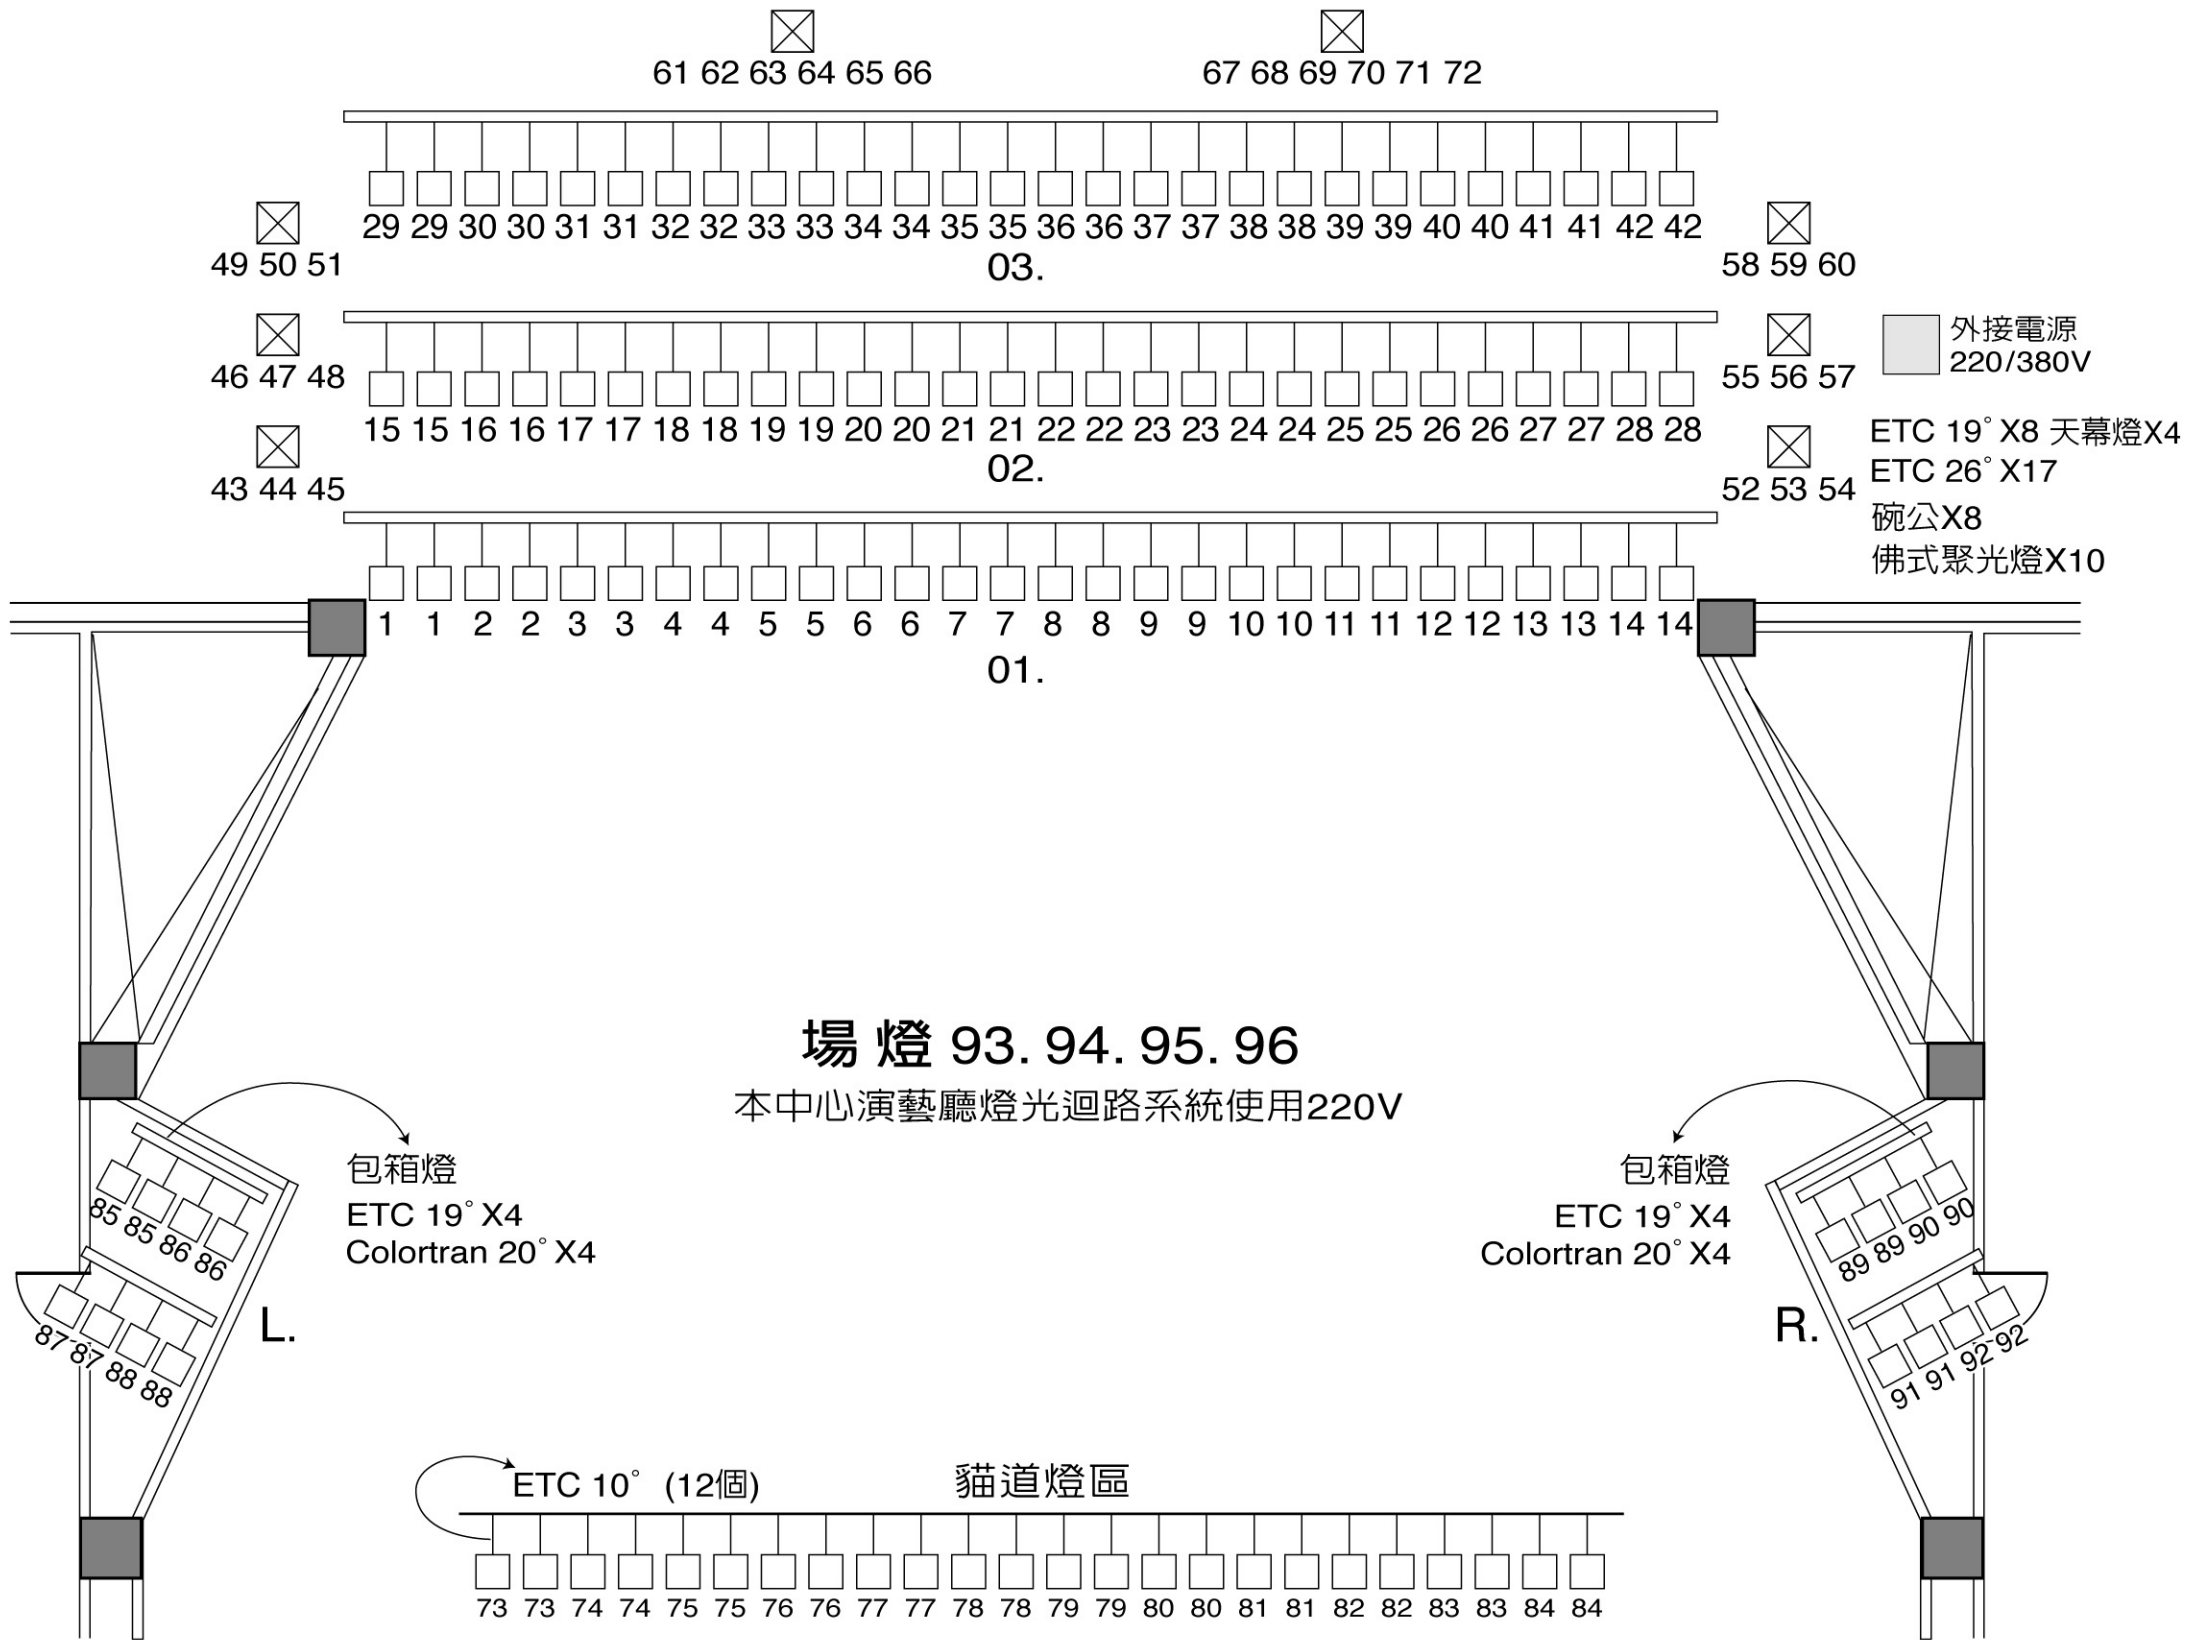 61 62 63 64 65 66
67 68 69 70 71 72
29 29 30 30 31 31 32 32 33 33 34 34 35 35 36 36 37 37 38 38 39 39 40 40 41 41 42 42
49 50 51
03.
58 59 60
外接電源
220/380V
46 47 48
55 56 57
15 15 16 16 17 17 18 18 19 19 20 20 21 21 22 22 23 23 24 24 25 25 26 26 27 27 28 28
02.
43 44 45
52 53 54
ETC 19° X8 天幕燈X4
ETC 26° X17
碗公X8
佛式聚光燈X10
1 1 2 2 3 3 4 4 5 5 6 6 7 7 8 8 9 9 10 10 11 11 12 12 13 13 14 14
01.
場燈 93. 94. 95. 96
本中心演藝廳燈光迴路系統使用220V
包箱燈
ETC 19° X4
Colortran 20° X4
85 85 86 86
87 87 88 88
L.
包箱燈
ETC 19° X4
Colortran 20° X4
89 89 90 90
91 91 92 92
R.
ETC 10° (12個)
貓道燈區
73 73 74 74 75 75 76 76 77 77 78 78 79 79 80 80 81 81 82 82 83 83 84 84